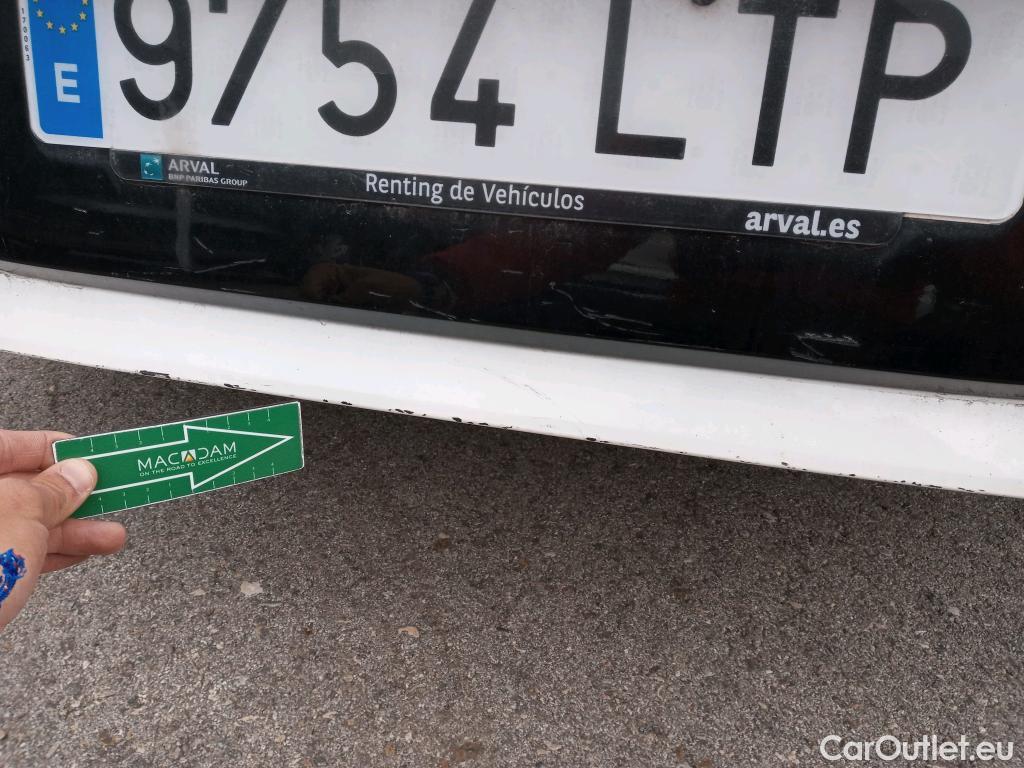 170063
E
9754 LTP
ARVAL
BNP PARIBAS GROUP
Renting de Vehículos
arval.es
MACADAM
ON THE ROAD TO EXCELLENCE
CarOutlet.eu